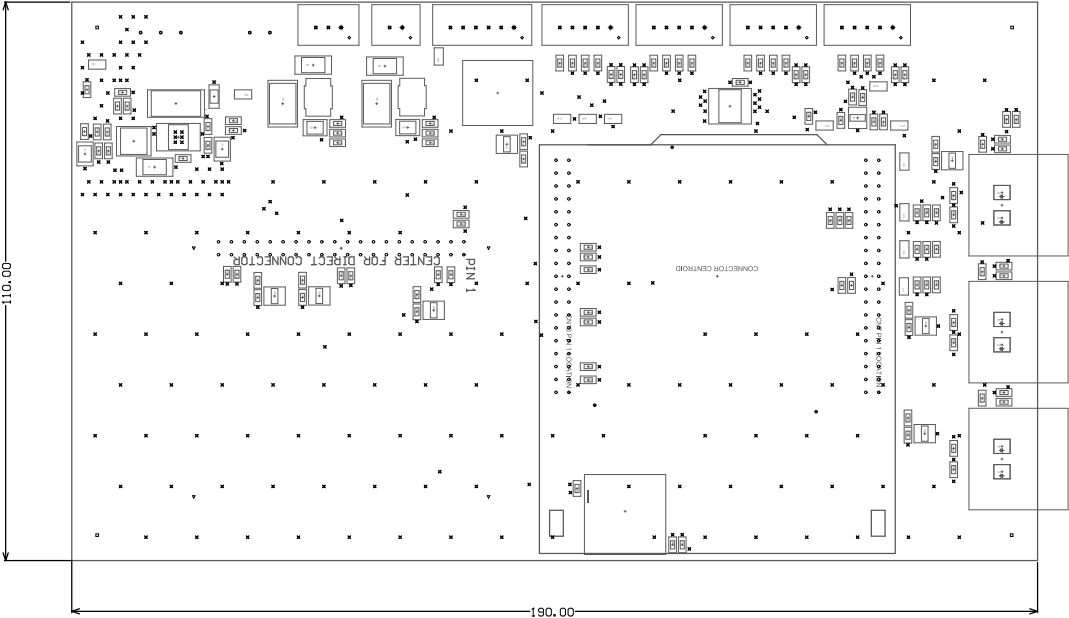 CENTER FOR DIRECT CONNECTOR
PIN 1
CONNECTOR CENTROID
110.00
190.00